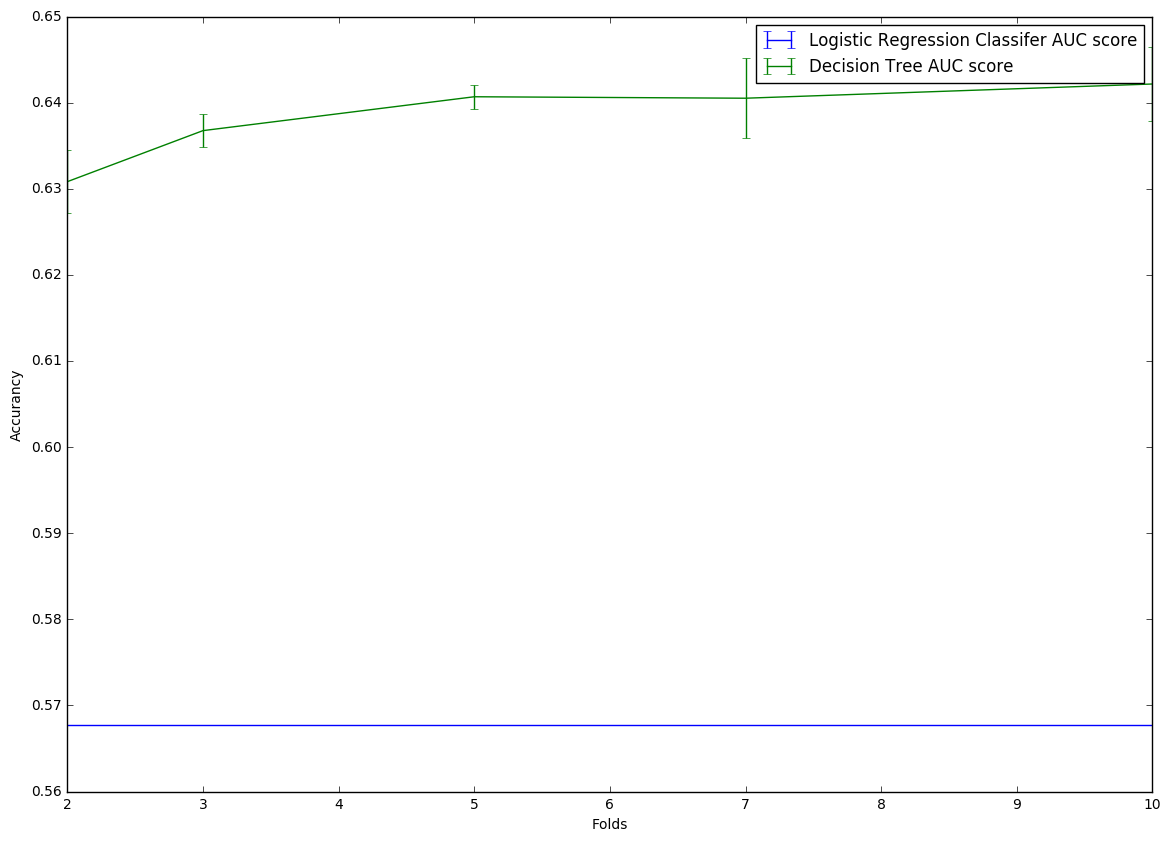 0.65
0.64
0.63
0.62
0.61
0.60
0.59
0.58
0.57
0.56
Accurancy
Logistic Regression Classifer AUC score
Decision Tree AUC score
2 3 4 5 6 7 8 9 10
Folds